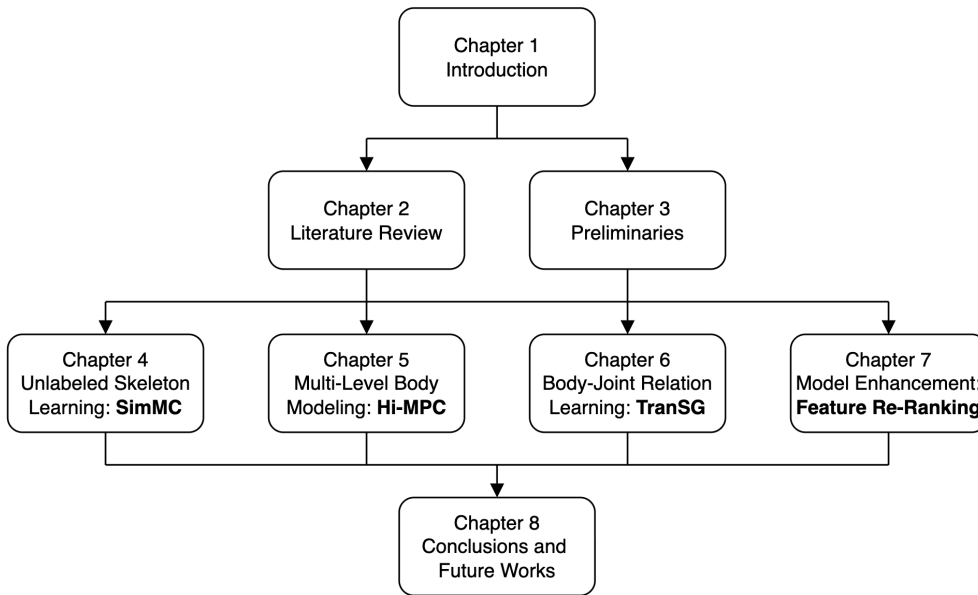 Chapter 1
Introduction
Chapter 2
Literature Review
Chapter 3
Preliminaries
Chapter 4
Unlabeled Skeleton
Learning: SimMC
Chapter 5
Multi-Level Body
Modeling: Hi-MPC
Chapter 6
Body-Joint Relation
Learning: TranSG
Chapter 7
Model Enhancement:
Feature Re-Ranking
Chapter 8
Conclusions and
Future Works